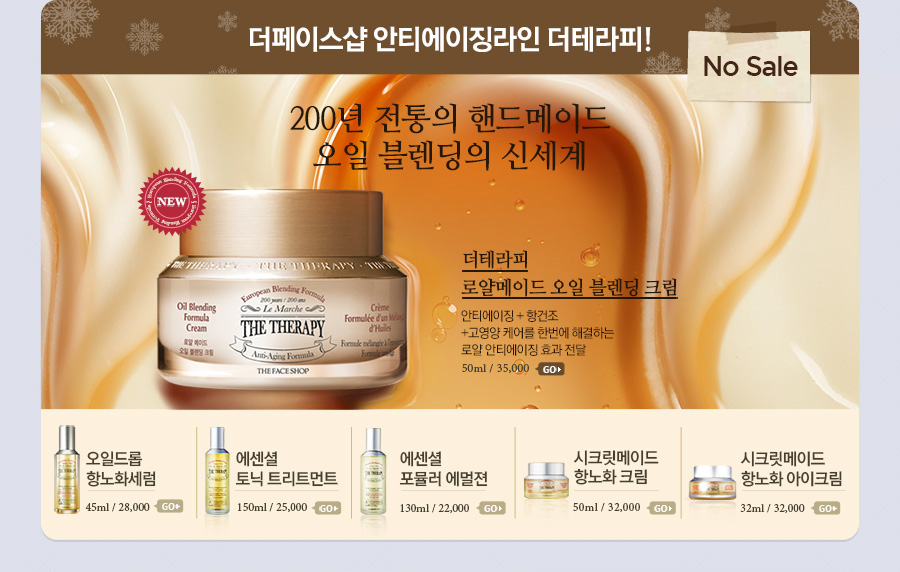 더페이스샵 안티에이징라인 더테라피!
No Sale
200년 전통의 핸드메이드
오일 블렌딩의 신세계
NEW
THE THERAPY · THE THERAPY · THE T
European Blending Formula
200 years / 200 ans
Le Marche
THE THERAPY
Anti-Aging Formula
THE FACE SHOP
Oil Blending
Formula
Cream
로얄 메이드
오일 블렌딩 크림
Crème
Formulée d'un Mélang
d'Huiles
더테라피
로얄메이드 오일 블렌딩 크림
안티에이징 + 항건조
+고영양 케어를 한번에 해결하는
로얄 안티에이징 효과 전달
50ml / 35,000 GO
오일드롭
항노화세럼
45ml / 28,000 GO
에센셜
토닉 트리트먼트
150ml / 25,000 GO
에센셜
포뮬러 에멀젼
130ml / 22,000 GO
시크릿메이드
항노화 크림
50ml / 32,000 GO
시크릿메이드
항노화 아이크림
32ml / 32,000 GO